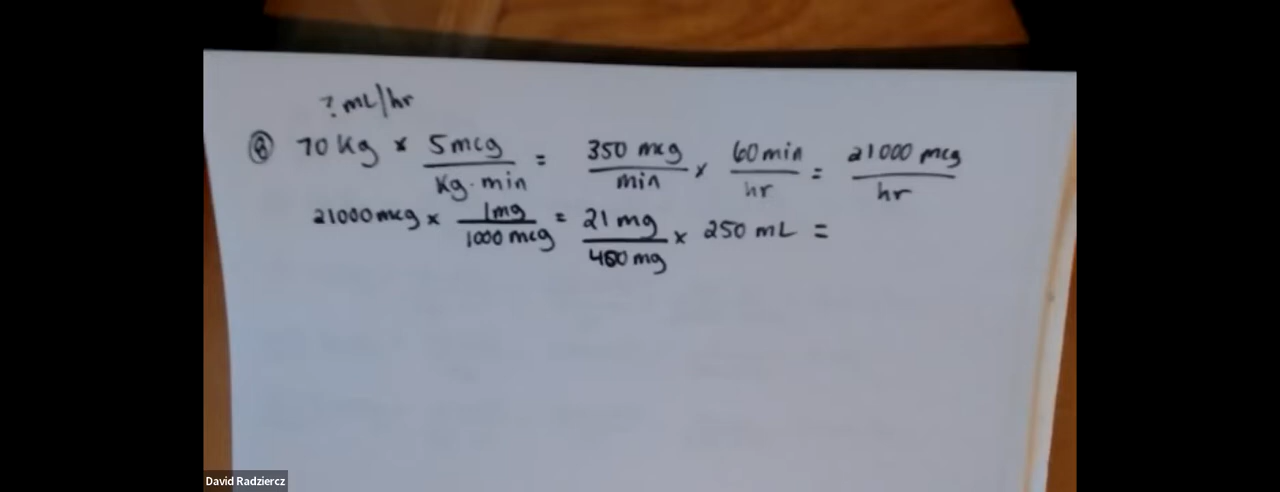 ? mL/hr
⑧ 70 Kg × 5 mcg / Kg · min = 350 mcg / min × 60 min / hr = 21000 mcg / hr
21000 mcg × 1 mg / 1000 mcg = 21 mg / 400 mg × 250 mL =
David Radziercz